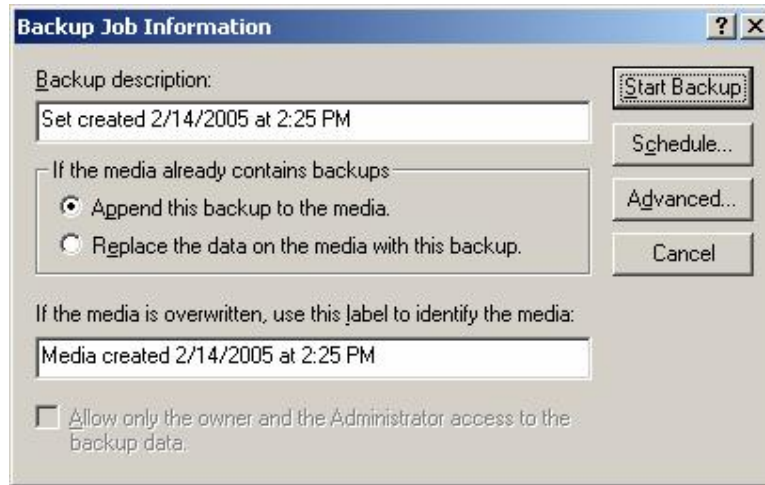 Backup Job Information
Backup description:
Start Backup
Set created 2/14/2005 at 2:25 PM
Schedule...
If the media already contains backups
Append this backup to the media.
Advanced...
Replace the data on the media with this backup.
Cancel
If the media is overwritten, use this label to identify the media:
Media created 2/14/2005 at 2:25 PM
Allow only the owner and the Administrator access to the
backup data.